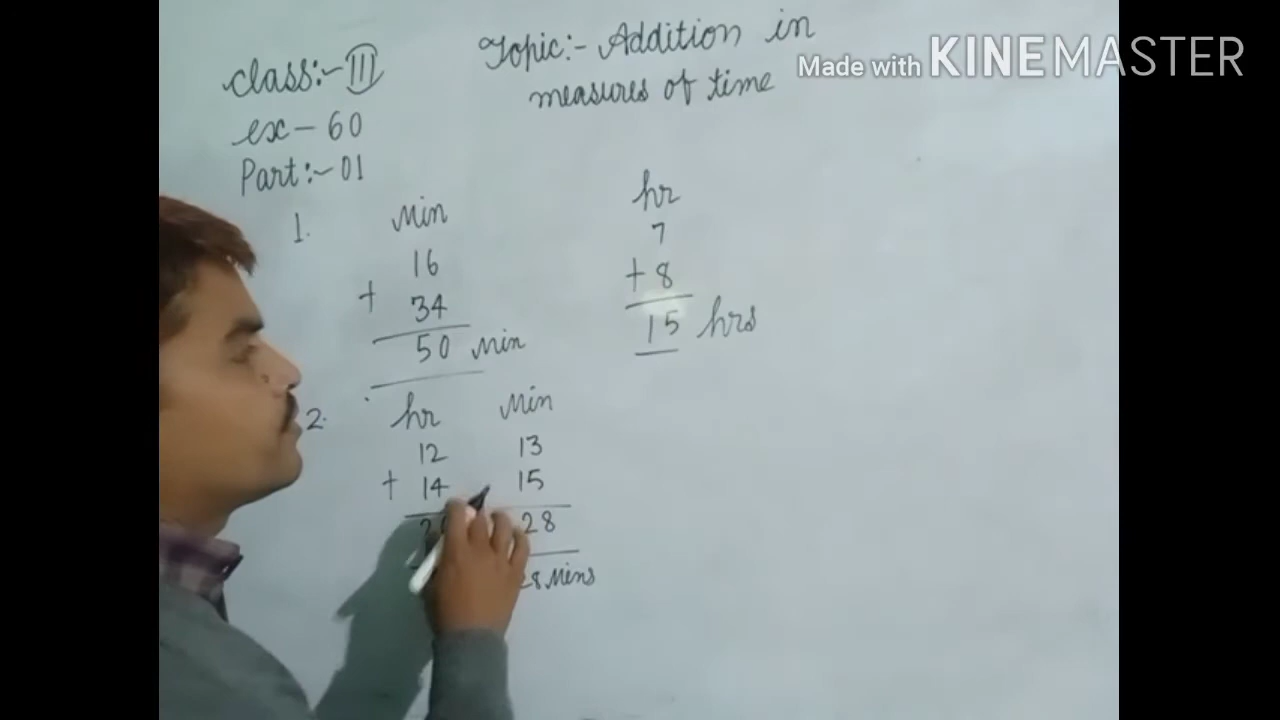 Made with KINEMASTER
Class:- III
Topic:- Addition in
measures of time
ex - 60
Part:- 01
1.
Min
16
+ 34
50 Min
hr
7
+ 8
15 hrs
2.
hr Min
12 13
+ 14 15
28
Mins